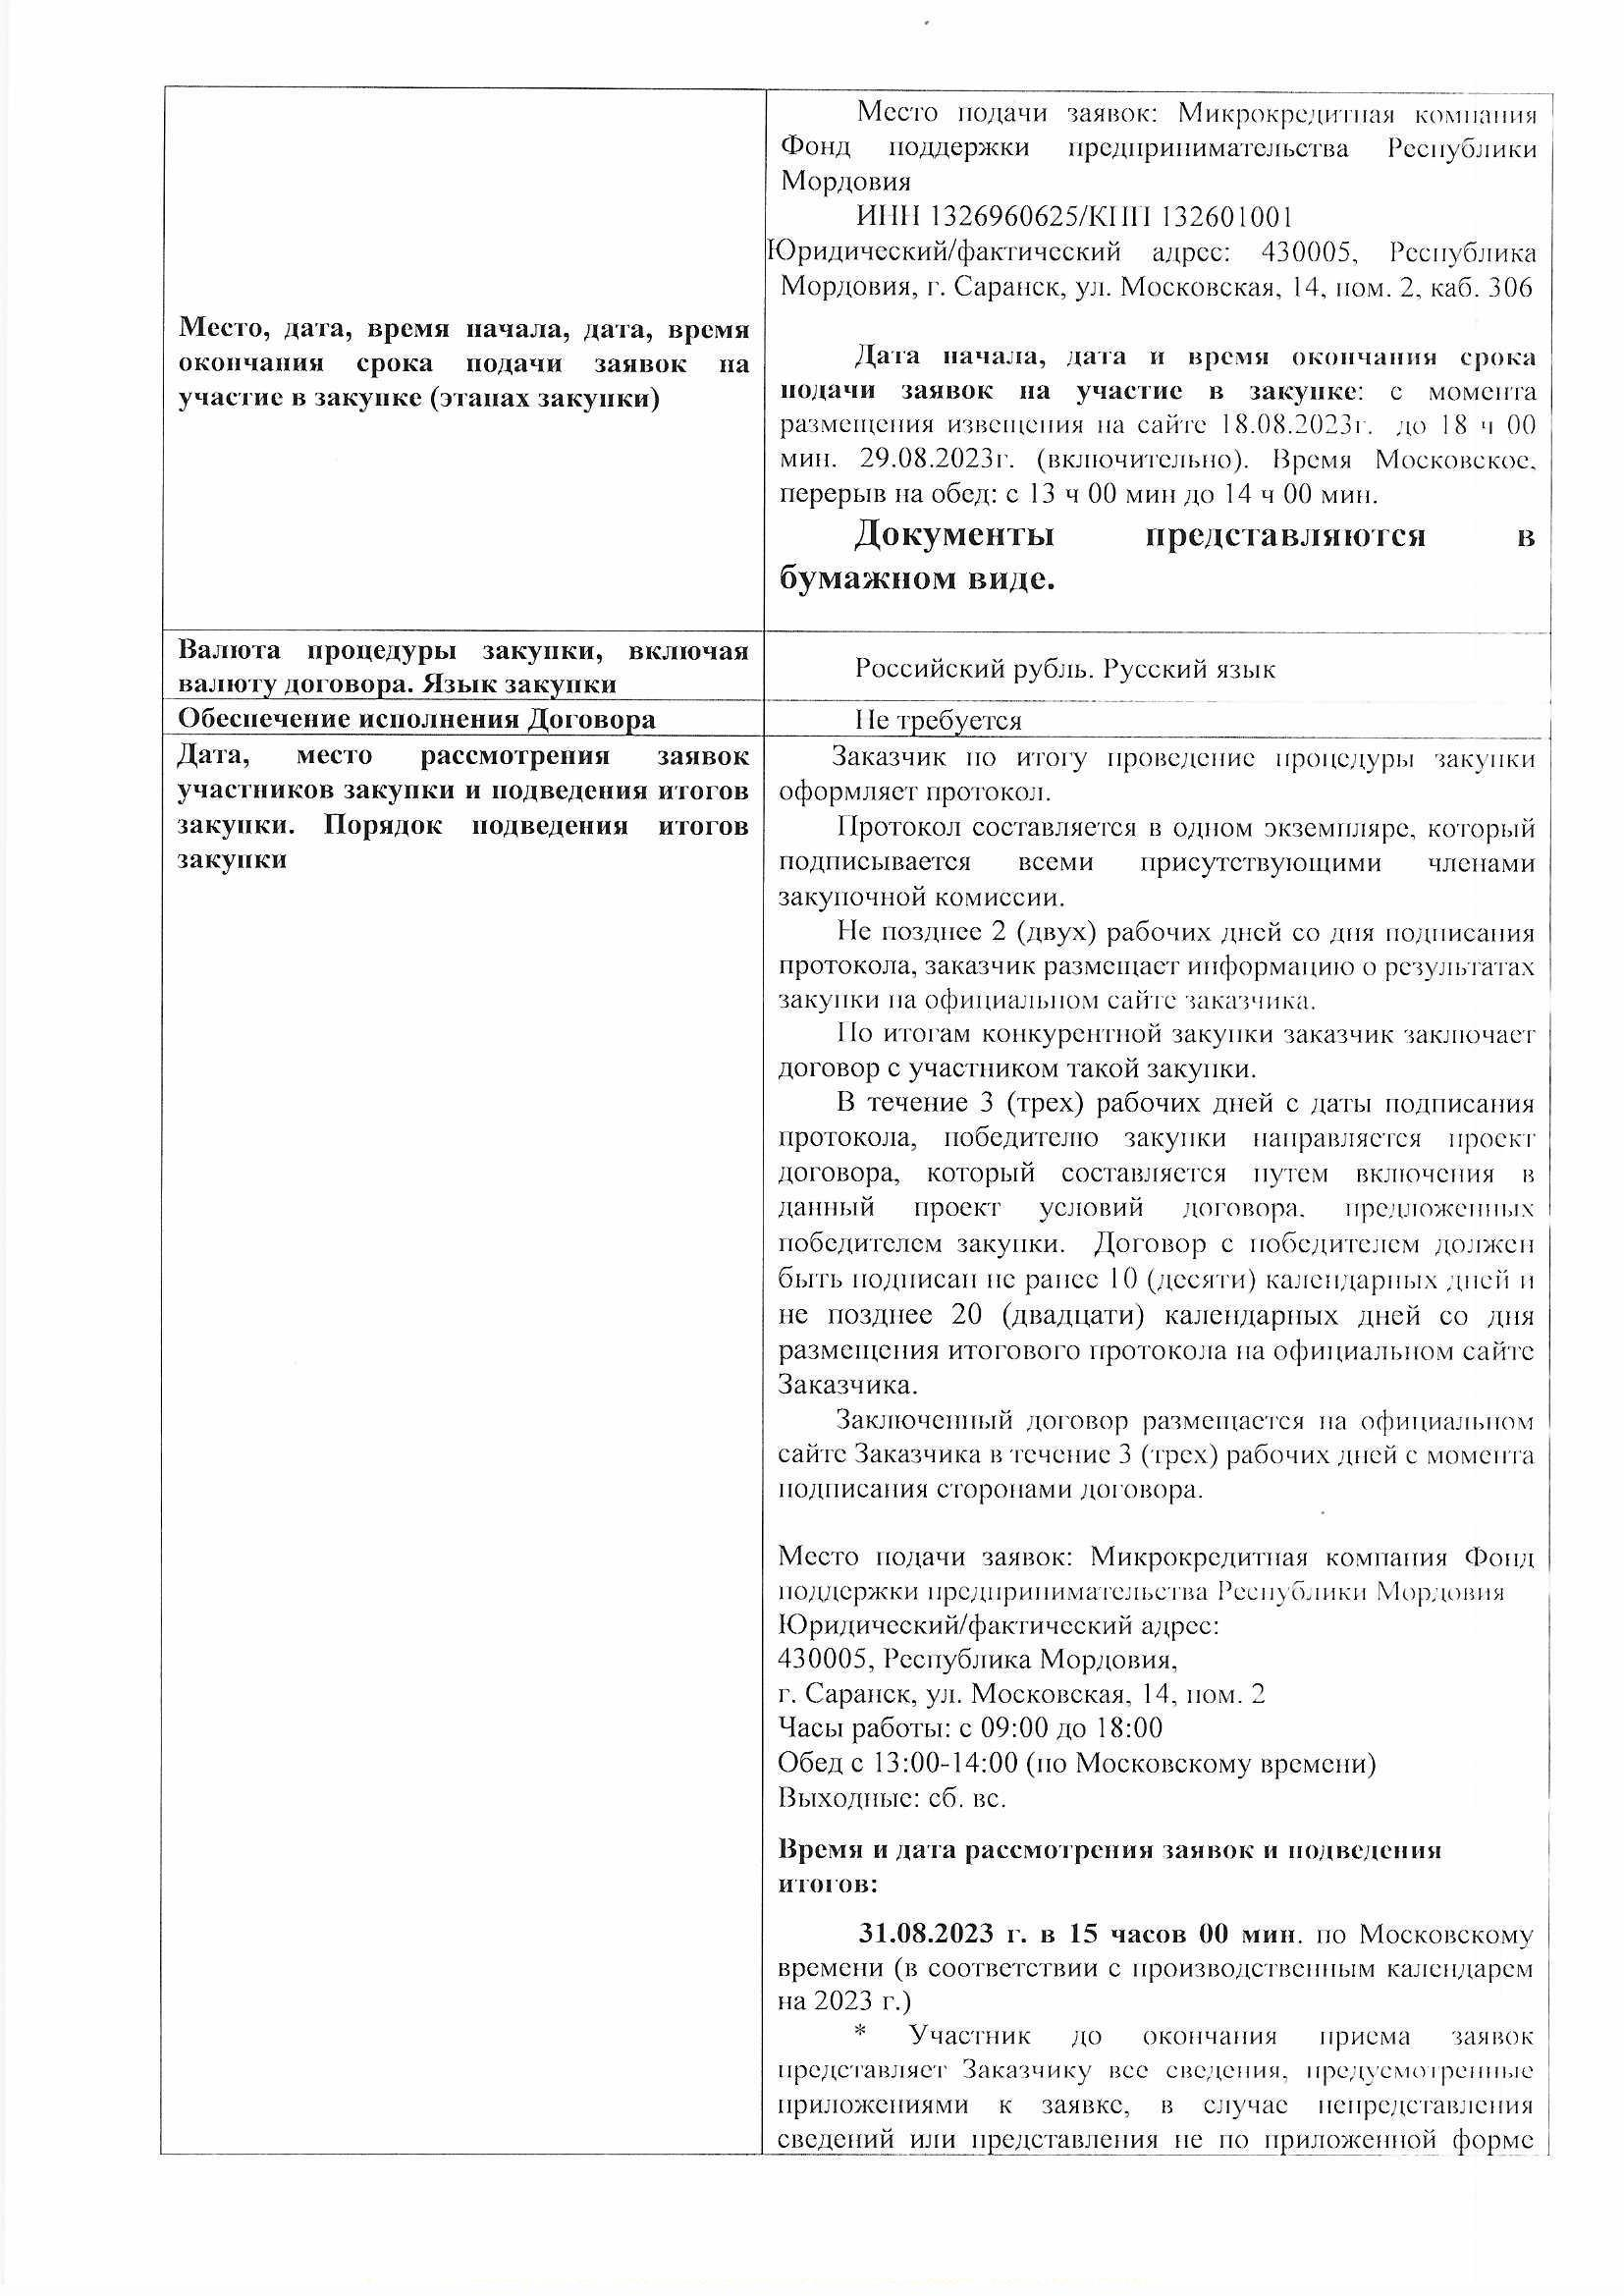 Место, дата, время начала, дата, время
окончания срока подачи заявок на
участие в закупке (этапах закупки)
Место подачи заявок: Микрокредитная компания
Фонд поддержки предпринимательства Республики
Мордовия
ИНН 1326960625/КПП 132601001
Юридический/фактический адрес: 430005, Республика
Мордовия, г. Саранск, ул. Московская, 14, пом. 2, каб. 306
Дата начала, дата и время окончания срока
подачи заявок на участие в закупке: с момента
размещения извещения на сайте 18.08.2023г. до 18 ч 00
мин. 29.08.2023г. (включительно). Время Московское,
перерыв на обед: с 13 ч 00 мин до 14 ч 00 мин.
Документы представляются в
бумажном виде.
Валюта процедуры закупки, включая
валюту договора. Язык закупки
Российский рубль. Русский язык
Обеспечение исполнения Договора
Не требуется
Дата, место рассмотрения заявок
участников закупки и подведения итогов
закупки. Порядок подведения итогов
закупки
Заказчик по итогу проведение процедуры закупки
оформляет протокол.
Протокол составляется в одном экземпляре, который
подписывается всеми присутствующими членами
закупочной комиссии.
Не позднее 2 (двух) рабочих дней со дня подписания
протокола, заказчик размещает информацию о результатах
закупки на официальном сайте заказчика.
По итогам конкурентной закупки заказчик заключает
договор с участником такой закупки.
В течение 3 (трех) рабочих дней с даты подписания
протокола, победителю закупки направляется проект
договора, который составляется путем включения в
данный проект условий договора, предложенных
победителем закупки. Договор с победителем должен
быть подписан не ранее 10 (десяти) календарных дней и
не позднее 20 (двадцати) календарных дней со дня
размещения итогового протокола на официальном сайте
Заказчика.
Заключенный договор размещается на официальном
сайте Заказчика в течение 3 (трех) рабочих дней с момента
подписания сторонами договора.
Место подачи заявок: Микрокредитная компания Фонд
поддержки предпринимательства Республики Мордовия
Юридический/фактический адрес:
430005, Республика Мордовия,
г. Саранск, ул. Московская, 14, пом. 2
Часы работы: с 09:00 до 18:00
Обед с 13:00-14:00 (по Московскому времени)
Выходные: сб. вс.
Время и дата рассмотрения заявок и подведения
итогов:
31.08.2023 г. в 15 часов 00 мин. по Московскому
времени (в соответствии с производственным календарем
на 2023 г.)
* Участник до окончания приема заявок
представляет Заказчику все сведения, предусмотренные
приложениями к заявке, в случае непредставления
сведений или представления не по приложенной форме